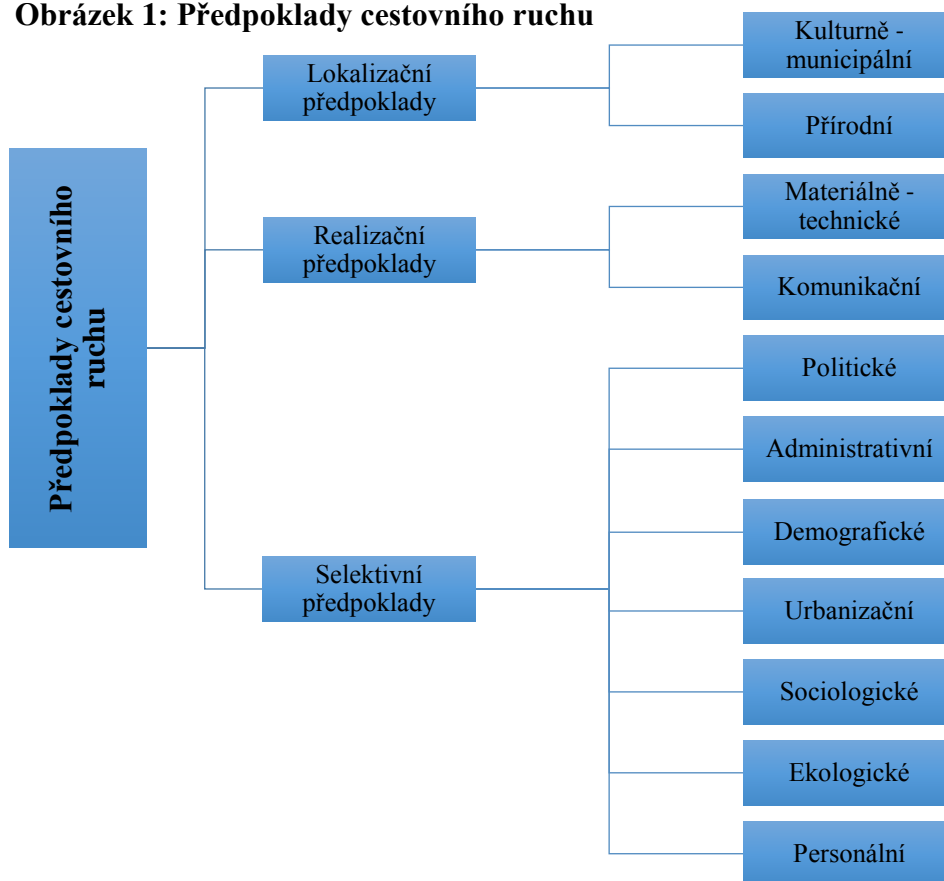 Obrázek 1: Předpoklady cestovního ruchu
Předpoklady cestovního
ruchu
Lokalizační
předpoklady
Kulturně -
municipální
Přírodní
Realizační
předpoklady
Materiálně -
technické
Komunikační
Selektivní
předpoklady
Politické
Administrativní
Demografické
Urbanizační
Sociologické
Ekologické
Personální